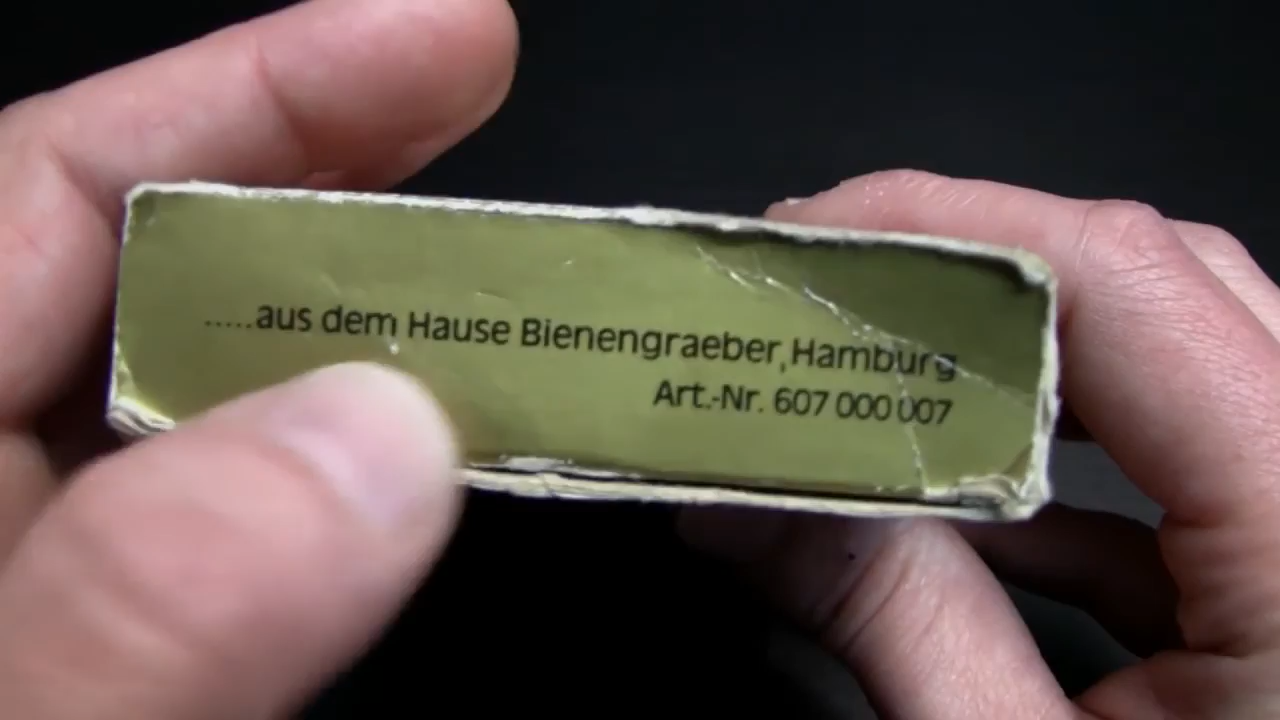 .....aus dem Hause Bienengraeber, Hamburg
Art.-Nr. 607 000 007